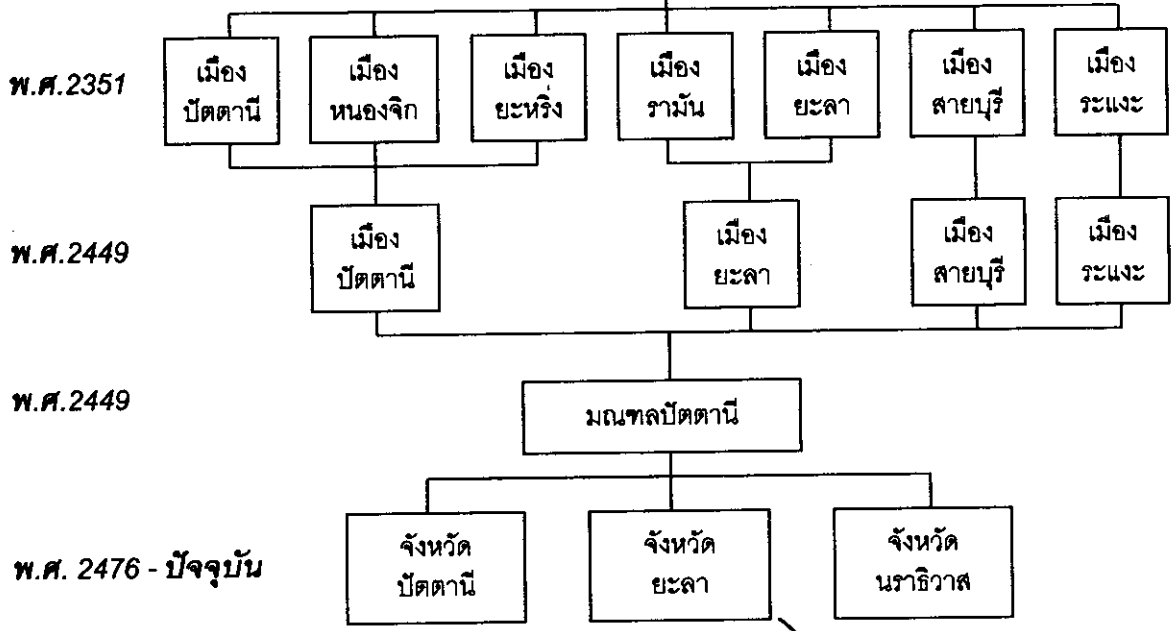 พ.ศ.2351
เมือง
ปัตตานี
เมือง
หนองจิก
เมือง
ยะหริ่ง
เมือง
รามัน
เมือง
ยะลา
เมือง
สายบุรี
เมือง
ระแงะ
พ.ศ.2449
เมือง
ปัตตานี
เมือง
ยะลา
เมือง
สายบุรี
เมือง
ระแงะ
พ.ศ.2449
มณฑลปัตตานี
พ.ศ. 2476 - ปัจจุบัน
จังหวัด
ปัตตานี
จังหวัด
ยะลา
จังหวัด
นราธิวาส